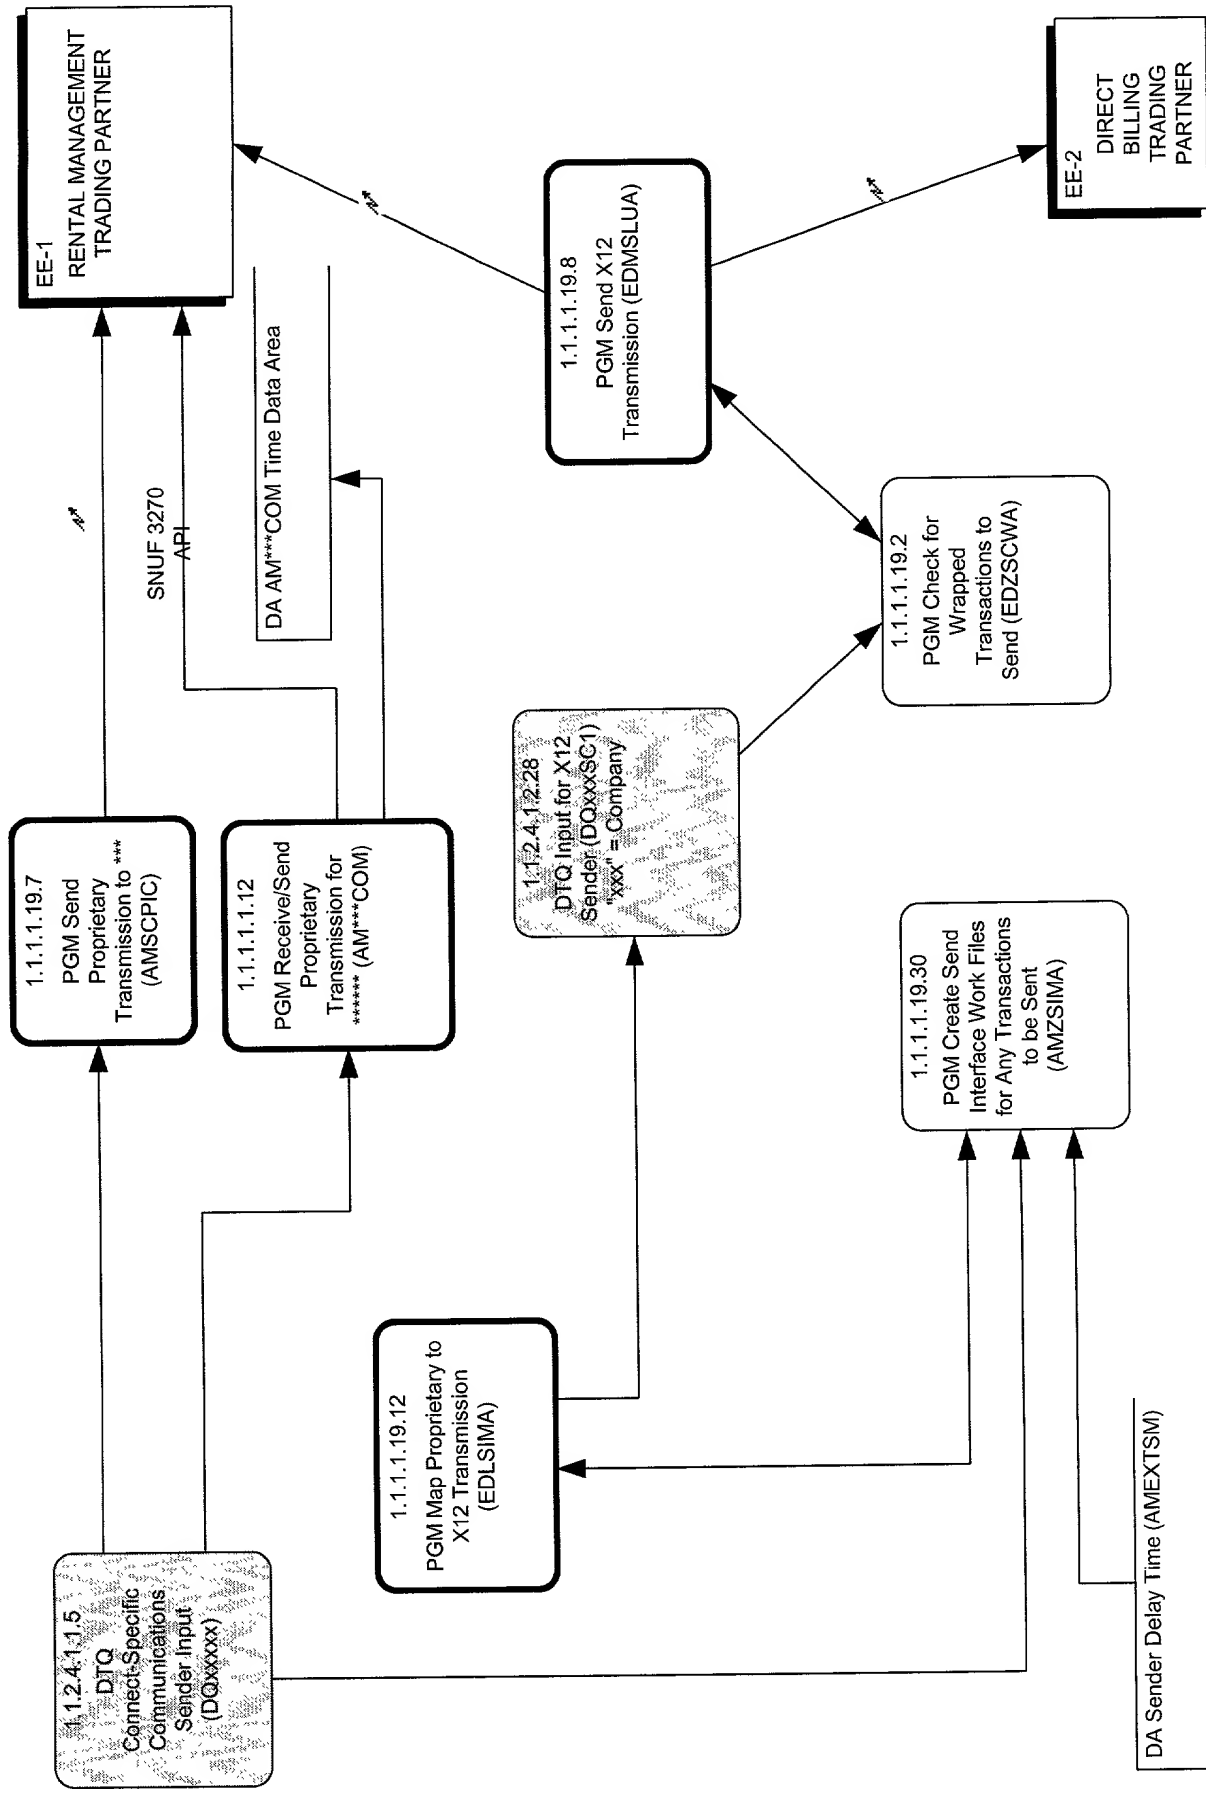 1.1.2.4.1.1.5
DTQ
Connect-Specific
Communications
Sender Input
(DQxxxxx)
1.1.1.1.19.7
PGM Send
Proprietary
Transmission to ***
(AMSCPIC)
EE-1
RENTAL MANAGEMENT
TRADING PARTNER
1.1.1.1.1.12
PGM Receive/Send
Proprietary
Transmission for
****** (AM***COM)
SNUF 3270
API
DA AM***COM Time Data Area
1.1.1.1.19.12
PGM Map Proprietary to
X12 Transmission
(EDLSIMA)
1.1.2.4.1.2.28
DTQ Input for X12
Sender (DQxxxSC1)
"xxx" = Company
1.1.1.1.19.8
PGM Send X12
Transmission (EDMSLUA)
1.1.1.1.19.30
PGM Create Send
Interface Work Files
for Any Transactions
to be Sent
(AMZSIMA)
1.1.1.1.19.2
PGM Check for
Wrapped
Transactions to
Send (EDZSCWA)
EE-2
DIRECT
BILLING
TRADING
PARTNER
DA Sender Delay Time (AMEXTSM)